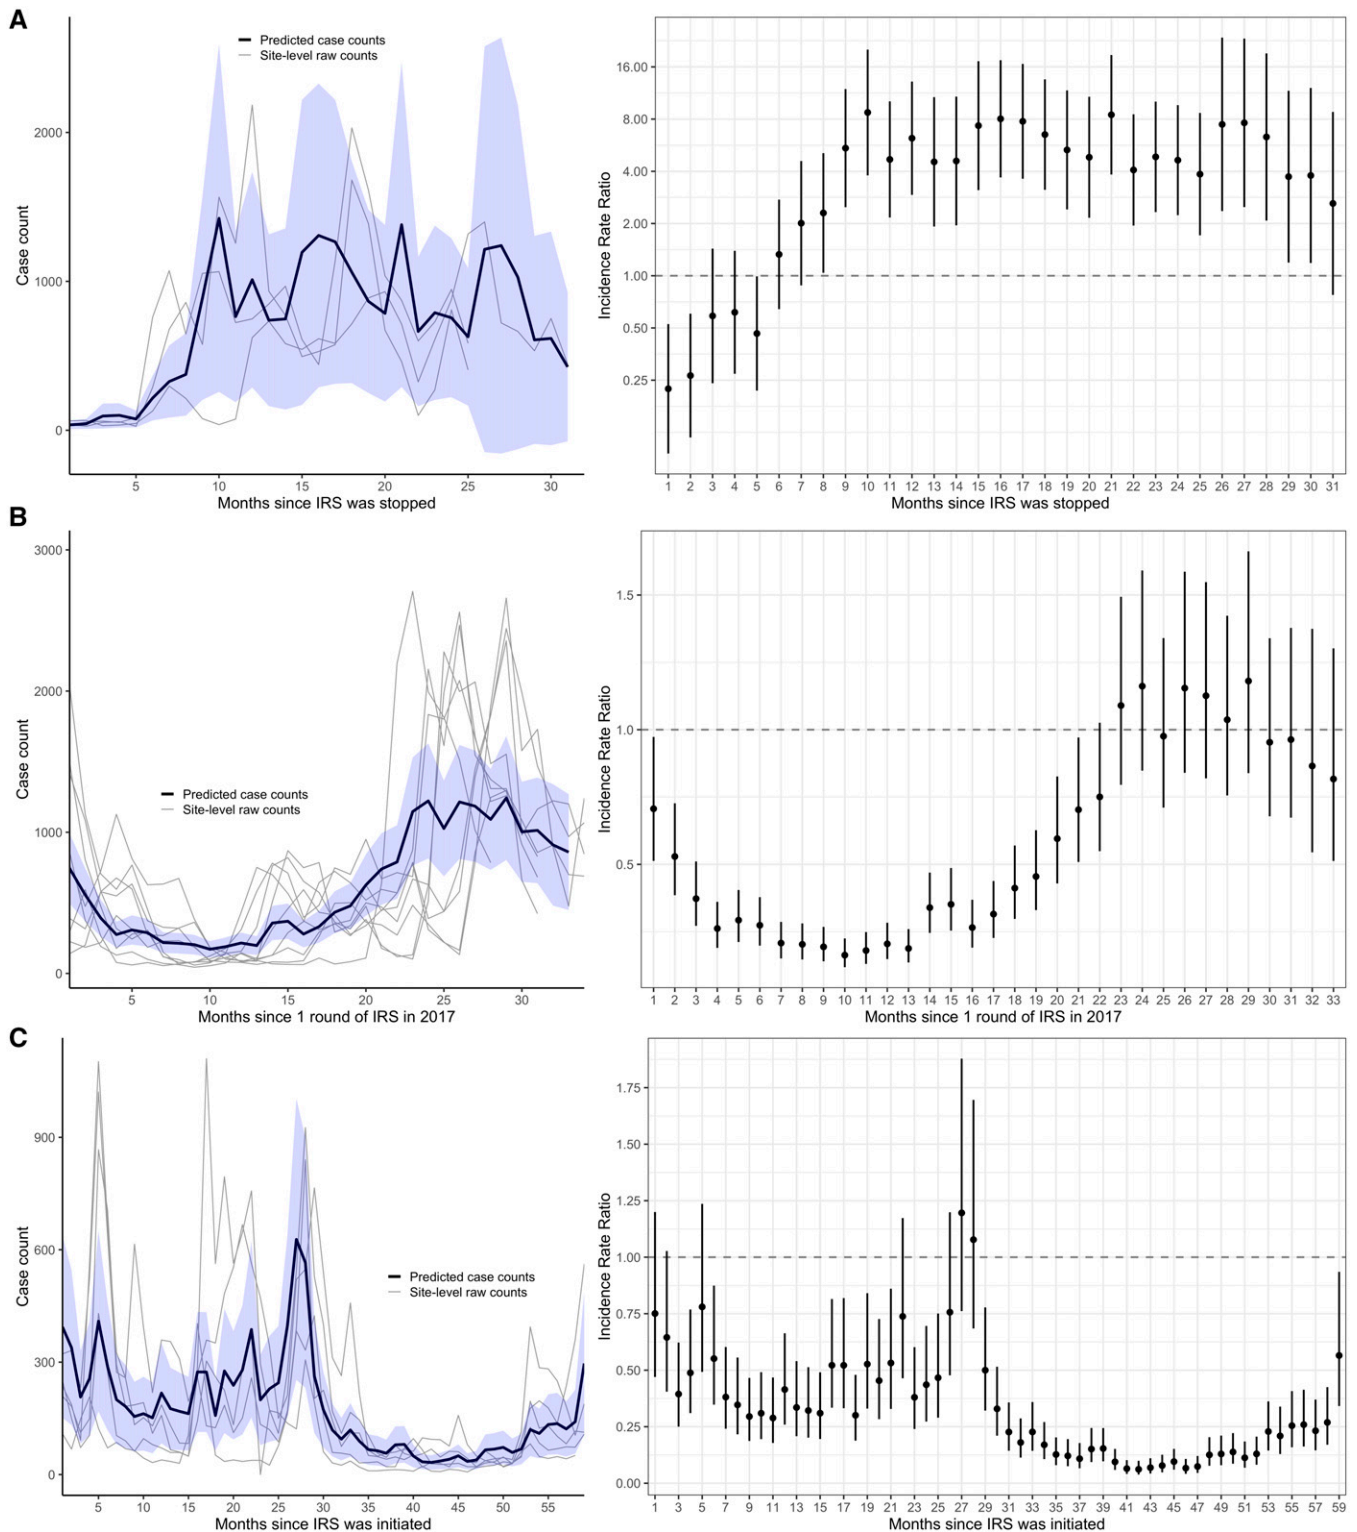 A
Predicted case counts
Site-level raw counts
Case count
2000
1000
0
5 10 15 20 25 30
Months since IRS was stopped
Incidence Rate Ratio
16.00
8.00
4.00
2.00
1.00
0.50
0.25
1 2 3 4 5 6 7 8 9 10 11 12 13 14 15 16 17 18 19 20 21 22 23 24 25 26 27 28 29 30 31
Months since IRS was stopped
B
Predicted case counts
Site-level raw counts
Case count
3000
2000
1000
0
5 10 15 20 25 30
Months since 1 round of IRS in 2017
Incidence Rate Ratio
1.5
1.0
0.5
1 2 3 4 5 6 7 8 9 10 11 12 13 14 15 16 17 18 19 20 21 22 23 24 25 26 27 28 29 30 31 32 33
Months since 1 round of IRS in 2017
C
Predicted case counts
Site-level raw counts
Case count
900
600
300
0
5 10 15 20 25 30 35 40 45 50 55
Months since IRS was initiated
Incidence Rate Ratio
1.75
1.50
1.25
1.00
0.75
0.50
0.25
0.00
1 3 5 7 9 11 13 15 17 19 21 23 25 27 29 31 33 35 37 39 41 43 45 47 49 51 53 55 57 59
Months since IRS was initiated